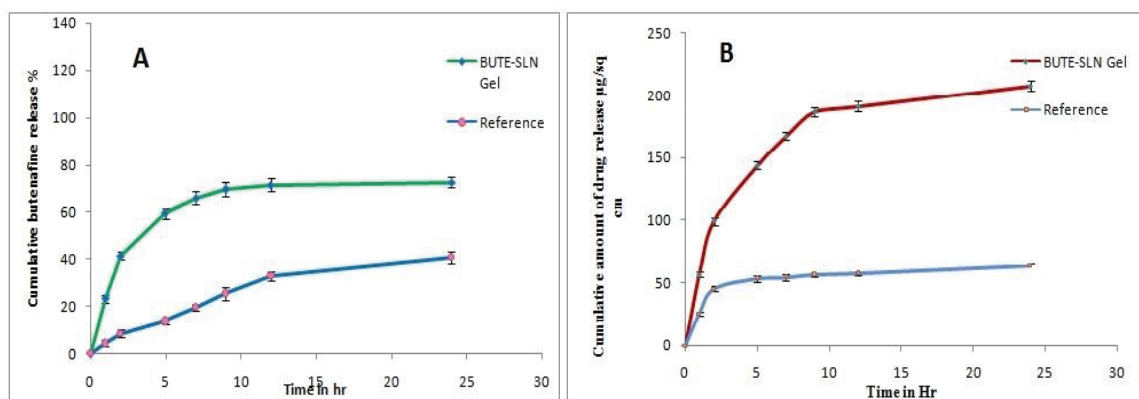 A
Cumulative butenafine release %
140
120
100
80
60
40
20
0
0
5
10
15
20
25
30
Time in hr
BUTE-SLN
Gel
Reference
B
Cumulative amount of drug release µg/sq
cm
250
200
150
100
50
0
0
5
10
15
20
25
30
Time in Hr
BUTE-SLN Gel
Reference